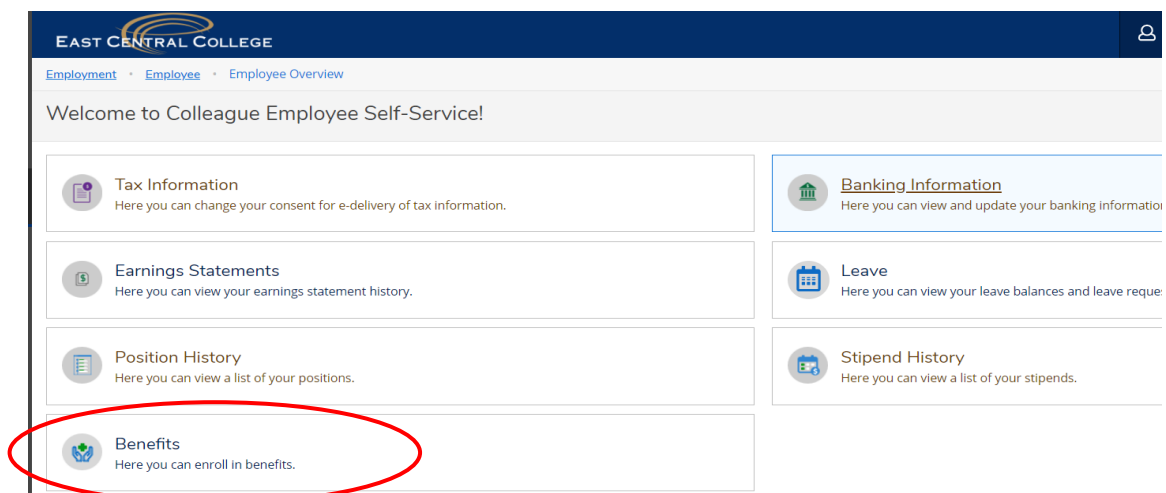 EAST CENTRAL COLLEGE
Employment • Employee • Employee Overview
Welcome to Colleague Employee Self-Service!
Tax Information
Here you can change your consent for e-delivery of tax information.
Banking Information
Here you can view and update your banking information
Earnings Statements
Here you can view your earnings statement history.
Leave
Here you can view your leave balances and leave reque
Position History
Here you can view a list of your positions.
Stipend History
Here you can view a list of your stipends.
Benefits
Here you can enroll in benefits.